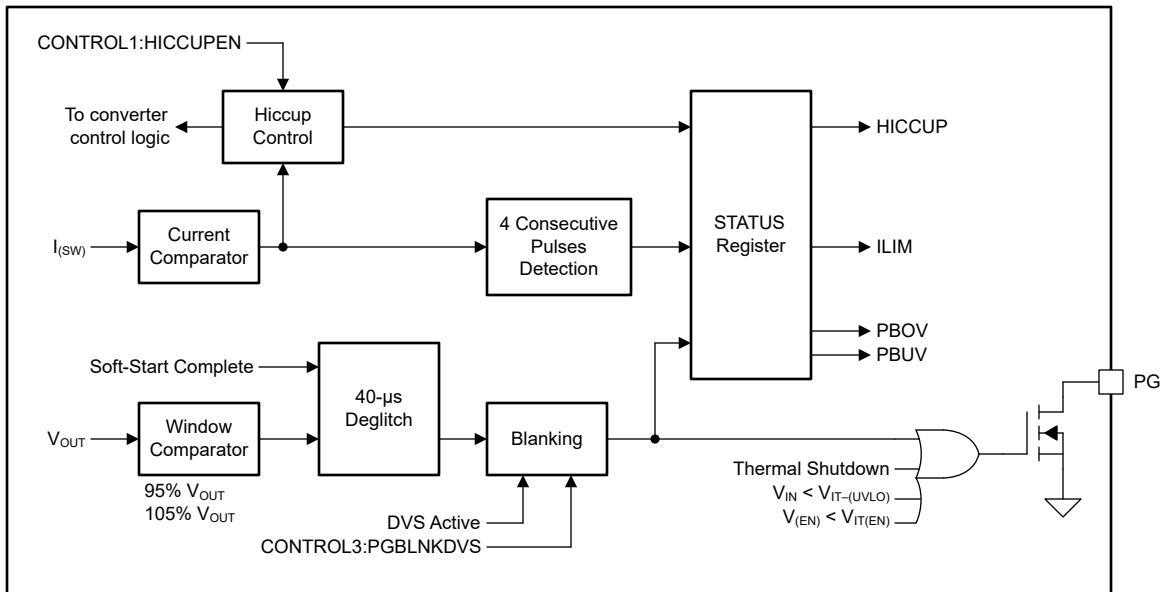 CONTROL1:HICCUPEN
To converter
control logic
Hiccup
Control
HICCUP
I(SW)
Current
Comparator
4 Consecutive
Pulses
Detection
STATUS
Register
ILIM
PBOV
PBUV
Soft-Start Complete
40-µs
Deglitch
PG
VOUT
Window
Comparator
Blanking
95% VOUT
105% VOUT
Thermal Shutdown
VIN < VIT–(UVLO)
V(EN) < VIT(EN)
DVS Active
CONTROL3:PGBLNKDVS